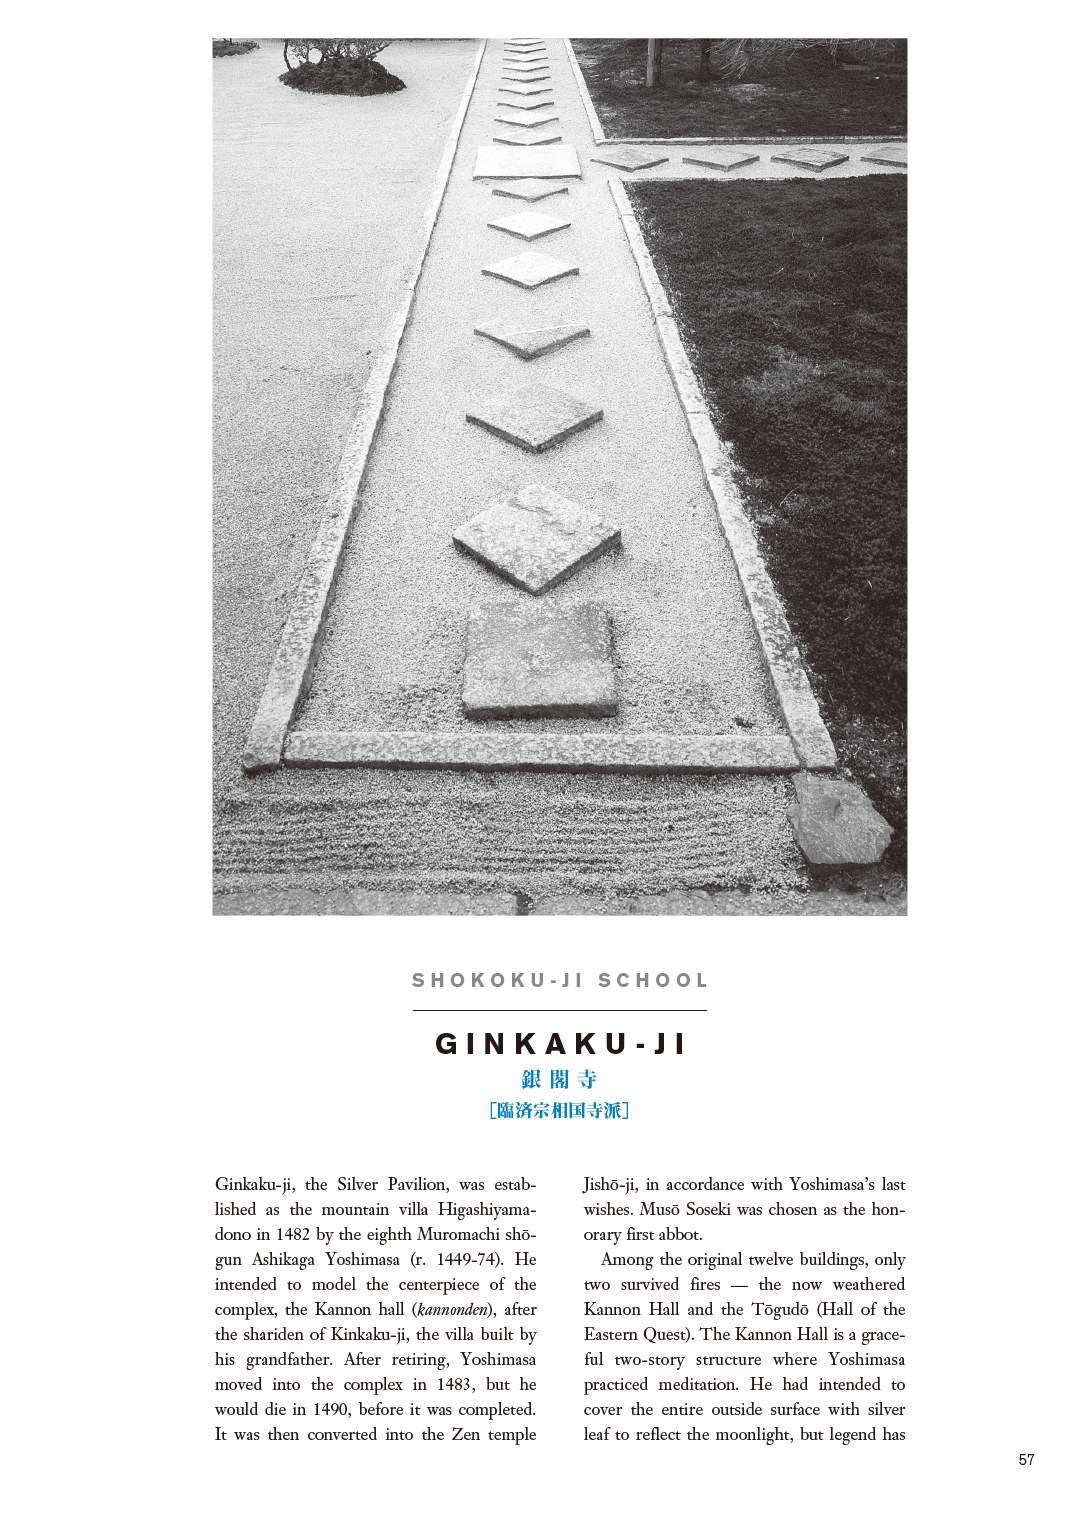 SHOKOKU-JI SCHOOL
GINKAKU-JI
銀閣寺
［臨済宗相国寺派］
Ginkaku-ji, the Silver Pavilion, was estab-
lished as the mountain villa Higashiyama-
dono in 1482 by the eighth Muromachi shō-
gun Ashikaga Yoshimasa (r. 1449-74). He
intended to model the centerpiece of the
complex, the Kannon hall (kannonden), after
the shariden of Kinkaku-ji, the villa built by
his grandfather. After retiring, Yoshimasa
moved into the complex in 1483, but he
would die in 1490, before it was completed.
It was then converted into the Zen temple
Jishō-ji, in accordance with Yoshimasa’s last
wishes. Musō Soseki was chosen as the hon-
orary first abbot.
Among the original twelve buildings, only
two survived fires — the now weathered
Kannon Hall and the Tōgudō (Hall of the
Eastern Quest). The Kannon Hall is a grace-
ful two-story structure where Yoshimasa
practiced meditation. He had intended to
cover the entire outside surface with silver
leaf to reflect the moonlight, but legend has
57